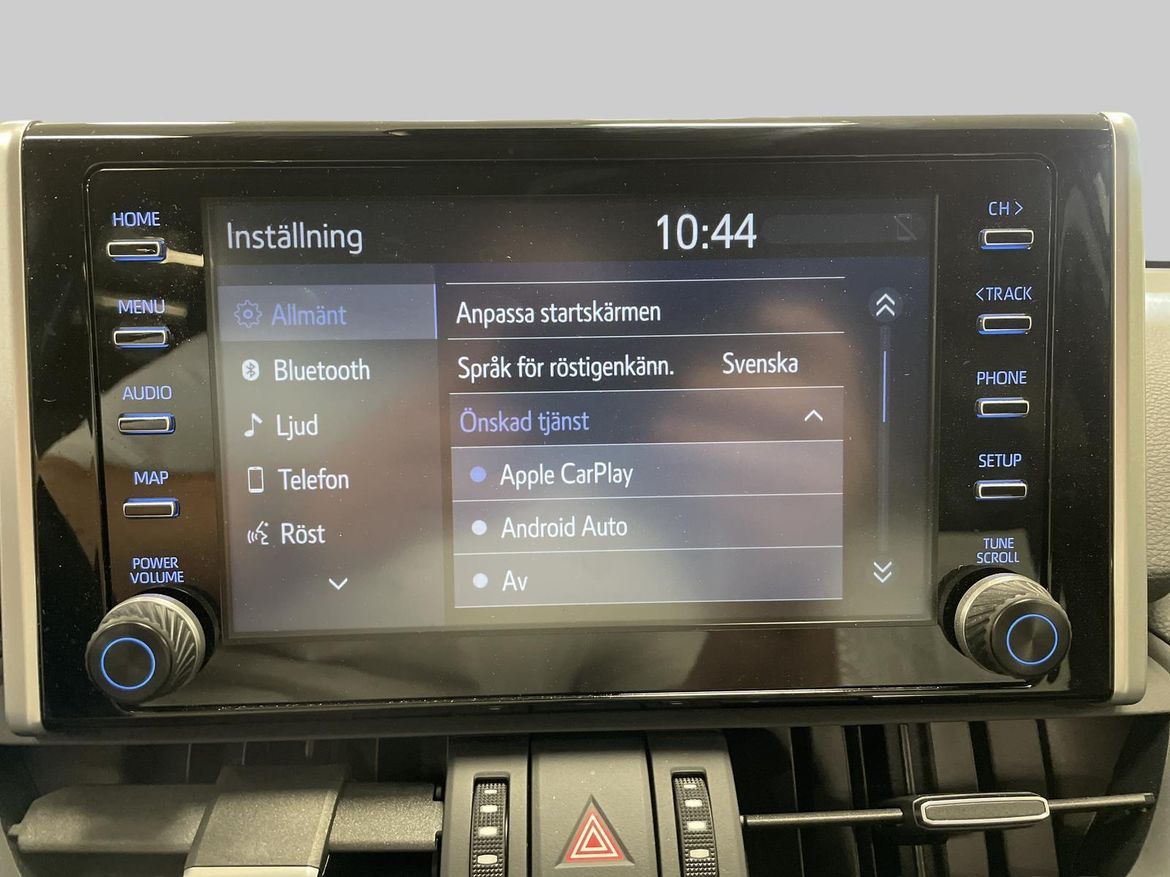 HOME
MENU
AUDIO
MAP
POWER
VOLUME
Inställning
10:44
Allmänt
Bluetooth
Ljud
Telefon
Röst
Anpassa startskärmen
Språk för röstigenkänn. Svenska
Önskad tjänst
Apple CarPlay
Android Auto
Av
CH >
< TRACK
PHONE
SETUP
TUNE
SCROLL